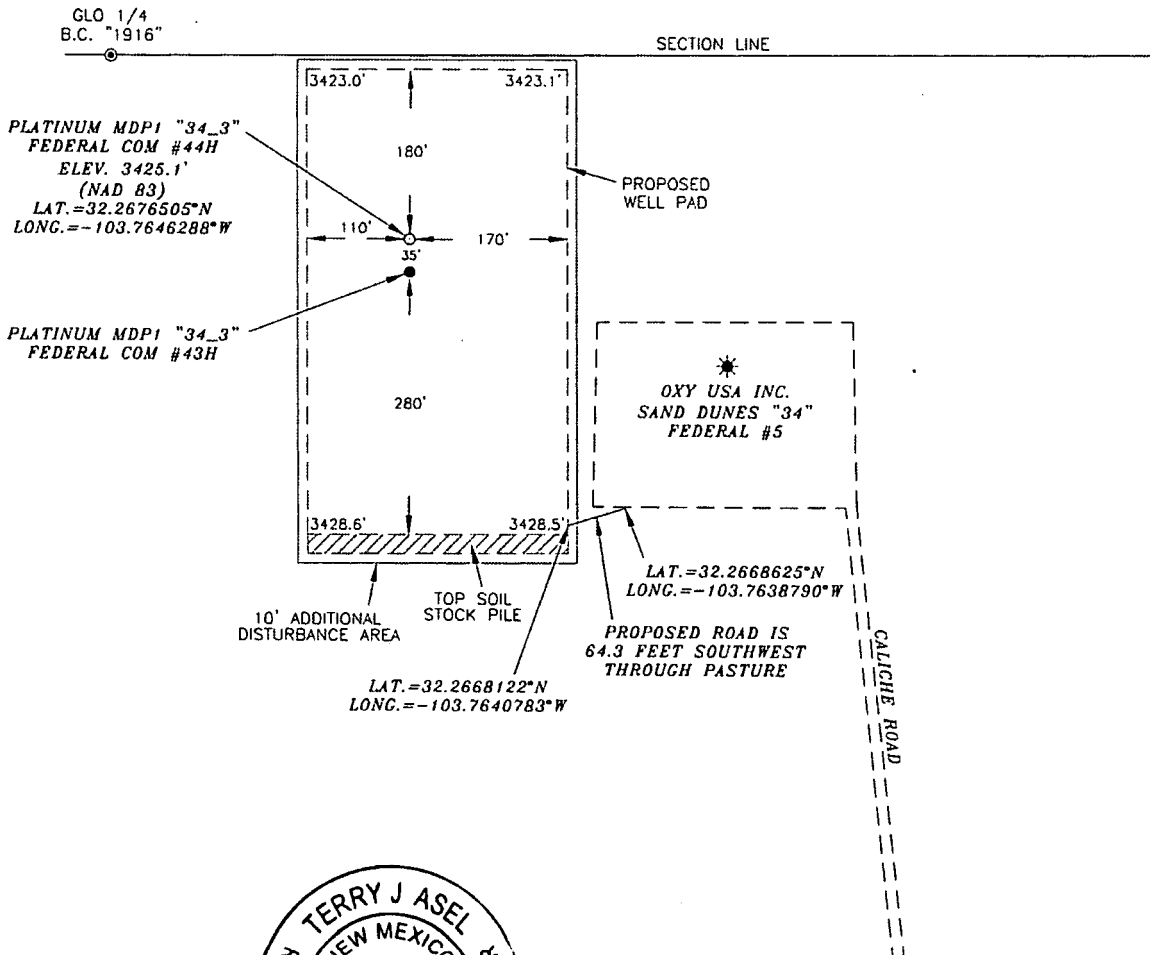 GLO 1/4
B.C. "1916"
SECTION LINE
3423.0'
3423.1'
PLATINUM MDP1 "34_3"
FEDERAL COM #44H
ELEV. 3425.1'
(NAD 83)
LAT.=32.2676505°N
LONG.=-103.7646288°W
180'
PROPOSED
WELL PAD
110'
170'
35'
PLATINUM MDP1 "34_3"
FEDERAL COM #43H
280'
OXY USA INC.
SAND DUNES "34"
FEDERAL #5
3428.6'
3428.5'
10' ADDITIONAL
DISTURBANCE AREA
TOP SOIL
STOCK PILE
LAT.=32.2668625°N
LONG.=-103.7638790°W
PROPOSED ROAD IS
64.3 FEET SOUTHWEST
THROUGH PASTURE
LAT.=32.2668122°N
LONG.=-103.7640783°W
CALICHE ROAD
TERRY J ASEL
NEW MEXICO